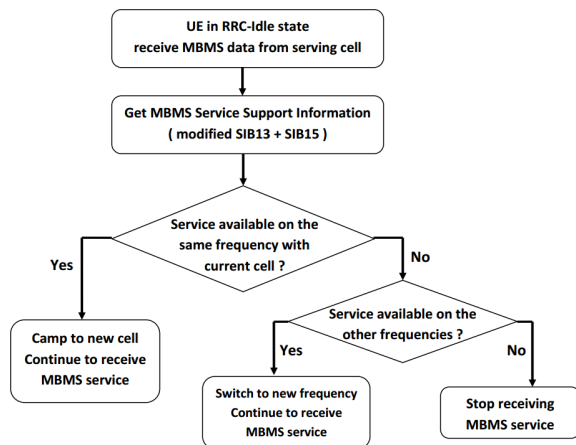 UE in RRC-Idle state
receive MBMS data from serving cell
Get MBMS Service Support Information
( modified SIB13 + SIB15 )
Service available on the
same frequency with
current cell ?
Yes
No
Camp to new cell
Continue to receive
MBMS service
Service available on the
other frequencies ?
Yes
No
Switch to new frequency
Continue to receive
MBMS service
Stop receiving
MBMS service